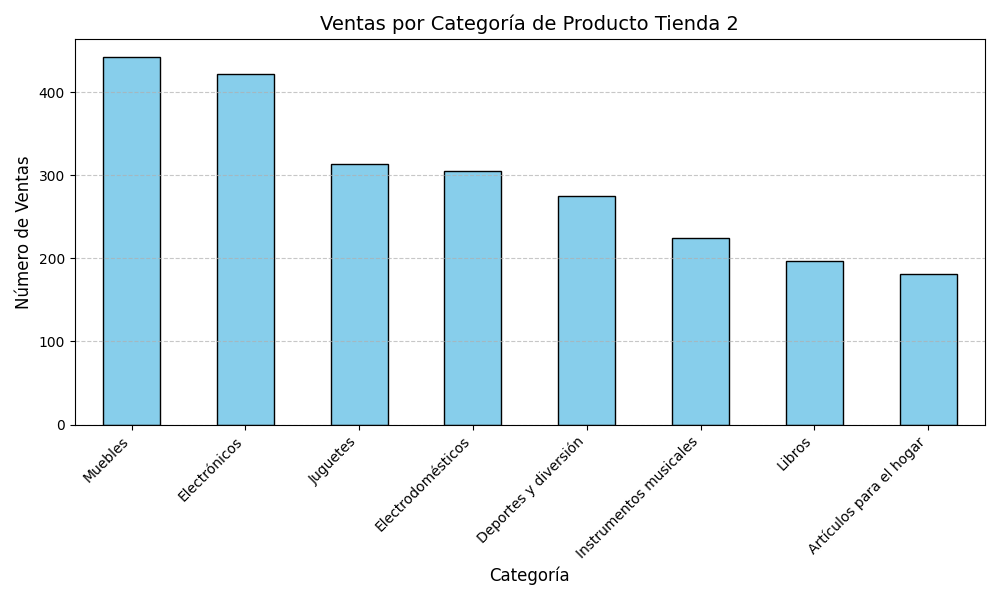 Ventas por Categoría de Producto Tienda 2
Número de Ventas
400
300
200
100
0
Muebles
Electrónicos
Juguetes
Electrodomésticos
Deportes y diversión
Instrumentos musicales
Libros
Artículos para el hogar
Categoría